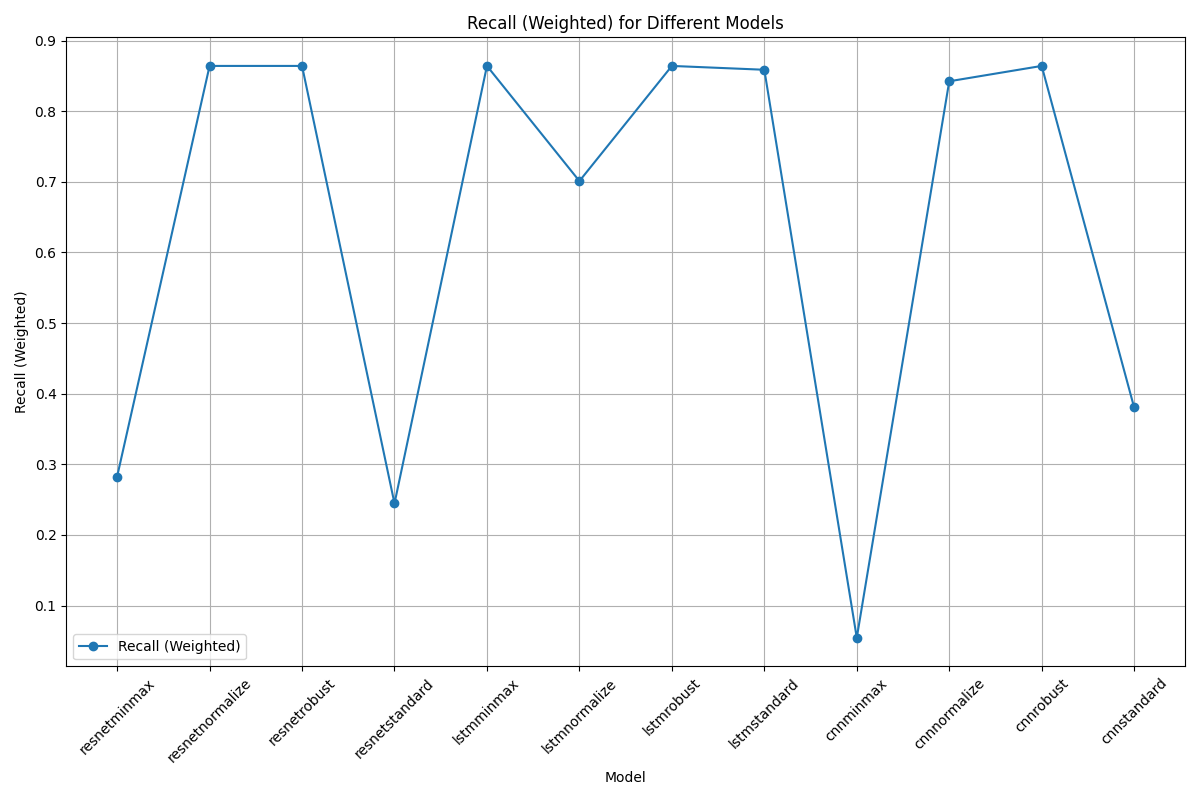 Recall (Weighted) for Different Models
Recall (Weighted)
0.9
0.8
0.7
0.6
0.5
0.4
0.3
0.2
0.1
Recall (Weighted)
resnetminmax
resnetnormalize
resnetrobust
resnetstandard
lstmminmax
lstmnormalize
lstmrobust
lstmstandard
cnnminmax
cnnnormalize
cnnrobust
cnnstandard
Model